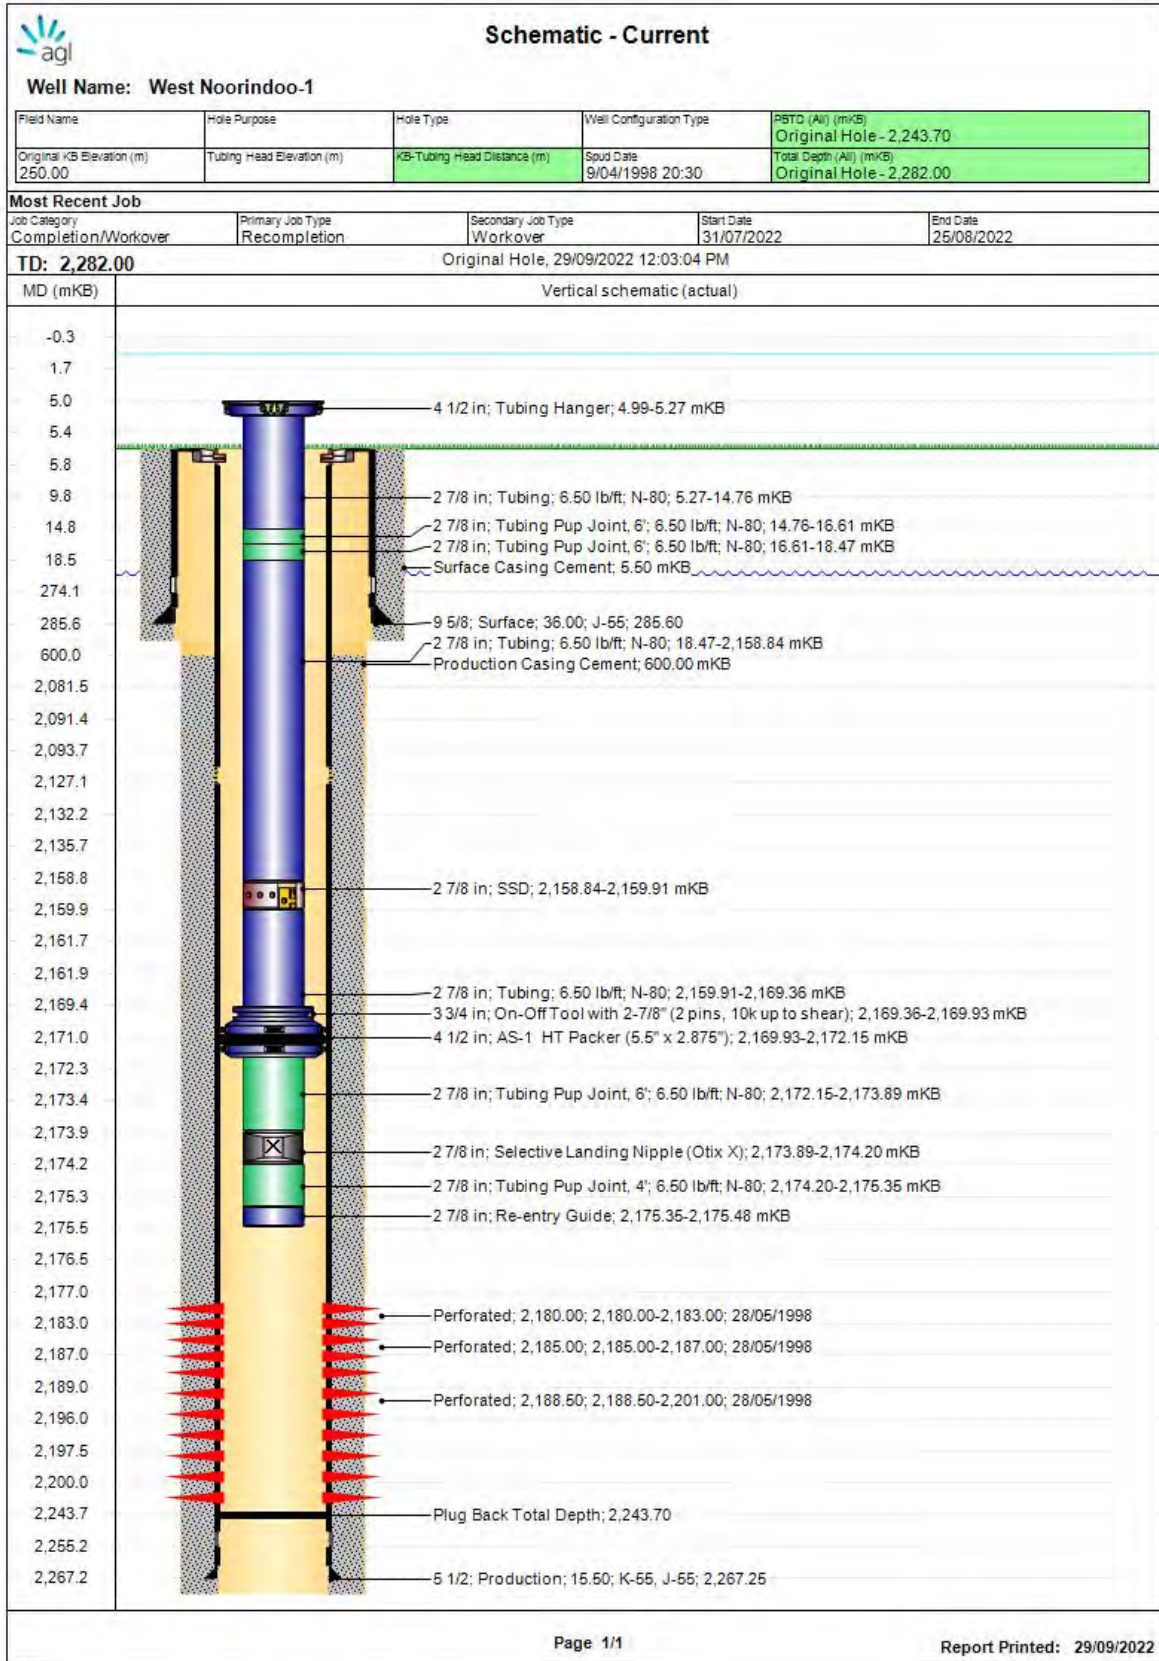 agl
Schematic - Current
Well Name: West Noorindoo-1
Field Name
Hole Purpose
Hole Type
Well Configuration Type
PBTD (All) (mKB)
Original Hole - 2,243.70
Original KB Elevation (m)
250.00
Tubing Head Elevation (m)
KB-Tubing Head Distance (m)
Spud Date
9/04/1998 20:30
Total Depth (All) (mKB)
Original Hole - 2,282.00
Most Recent Job
Job Category
Completion/Workover
Primary Job Type
Recompletion
Secondary Job Type
Workover
Start Date
31/07/2022
End Date
25/08/2022
TD: 2,282.00
Original Hole, 29/09/2022 12:03:04 PM
MD (mKB)
Vertical schematic (actual)
-0.3
1.7
5.0
4 1/2 in; Tubing Hanger; 4.99-5.27 mKB
5.4
5.8
9.8
2 7/8 in; Tubing; 6.50 lb/ft; N-80; 5.27-14.76 mKB
14.8
2 7/8 in; Tubing Pup Joint, 6'; 6.50 lb/ft; N-80; 14.76-16.61 mKB
2 7/8 in; Tubing Pup Joint, 6'; 6.50 lb/ft; N-80; 16.61-18.47 mKB
18.5
Surface Casing Cement; 5.50 mKB
274.1
285.6
9 5/8; Surface; 36.00; J-55; 285.60
2 7/8 in; Tubing; 6.50 lb/ft; N-80; 18.47-2,158.84 mKB
600.0
Production Casing Cement; 600.00 mKB
2,081.5
2,091.4
2,093.7
2,127.1
2,132.2
2,135.7
2,158.8
2 7/8 in; SSD; 2,158.84-2,159.91 mKB
2,159.9
2,161.7
2,161.9
2 7/8 in; Tubing; 6.50 lb/ft; N-80; 2,159.91-2,169.36 mKB
2,169.4
3 3/4 in; On-Off Tool with 2-7/8" (2 pins, 10k up to shear); 2,169.36-2,169.93 mKB
2,171.0
4 1/2 in; AS-1 HT Packer (5.5" x 2.875"); 2,169.93-2,172.15 mKB
2,172.3
2,173.4
2 7/8 in; Tubing Pup Joint, 6'; 6.50 lb/ft; N-80; 2,172.15-2,173.89 mKB
2,173.9
X
2 7/8 in; Selective Landing Nipple (Otix X); 2,173.89-2,174.20 mKB
2,174.2
2,175.3
2 7/8 in; Tubing Pup Joint, 4'; 6.50 lb/ft; N-80; 2,174.20-2,175.35 mKB
2 7/8 in; Re-entry Guide; 2,175.35-2,175.48 mKB
2,175.5
2,176.5
2,177.0
Perforated; 2,180.00; 2,180.00-2,183.00; 28/05/1998
2,183.0
Perforated; 2,185.00; 2,185.00-2,187.00; 28/05/1998
2,187.0
2,189.0
Perforated; 2,188.50; 2,188.50-2,201.00; 28/05/1998
2,196.0
2,197.5
2,200.0
2,243.7
Plug Back Total Depth; 2,243.70
2,255.2
2,267.2
5 1/2; Production; 15.50; K-55, J-55; 2,267.25
Page 1/1
Report Printed: 29/09/2022